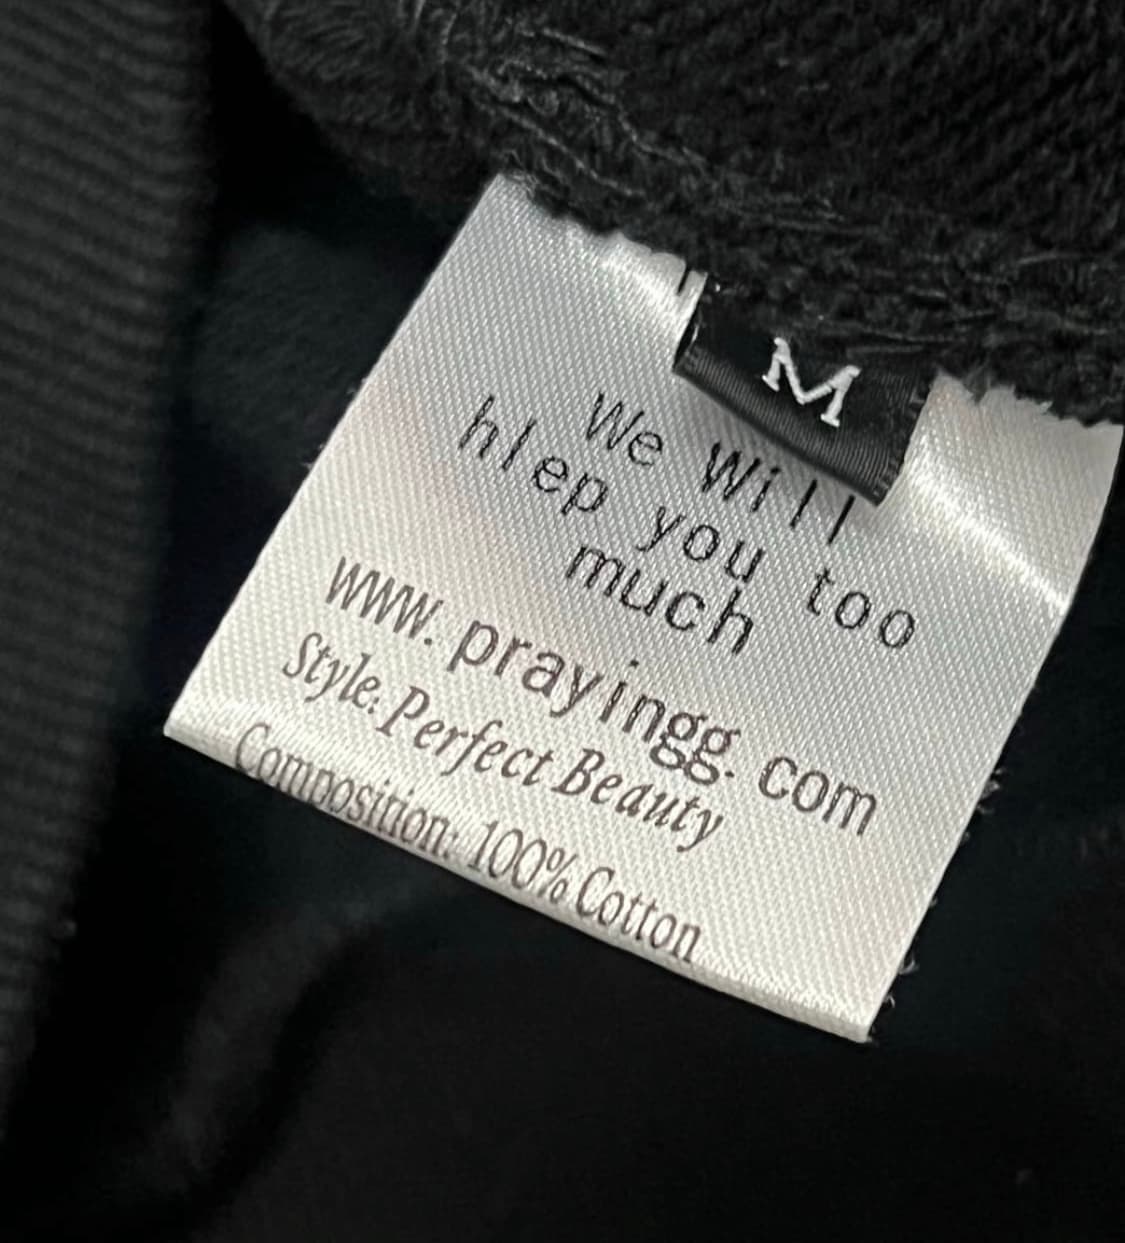 M
We Will
hlep you too
much
www.prayingg.com
Style: Perfect Beauty
Composition: 100% Cotton